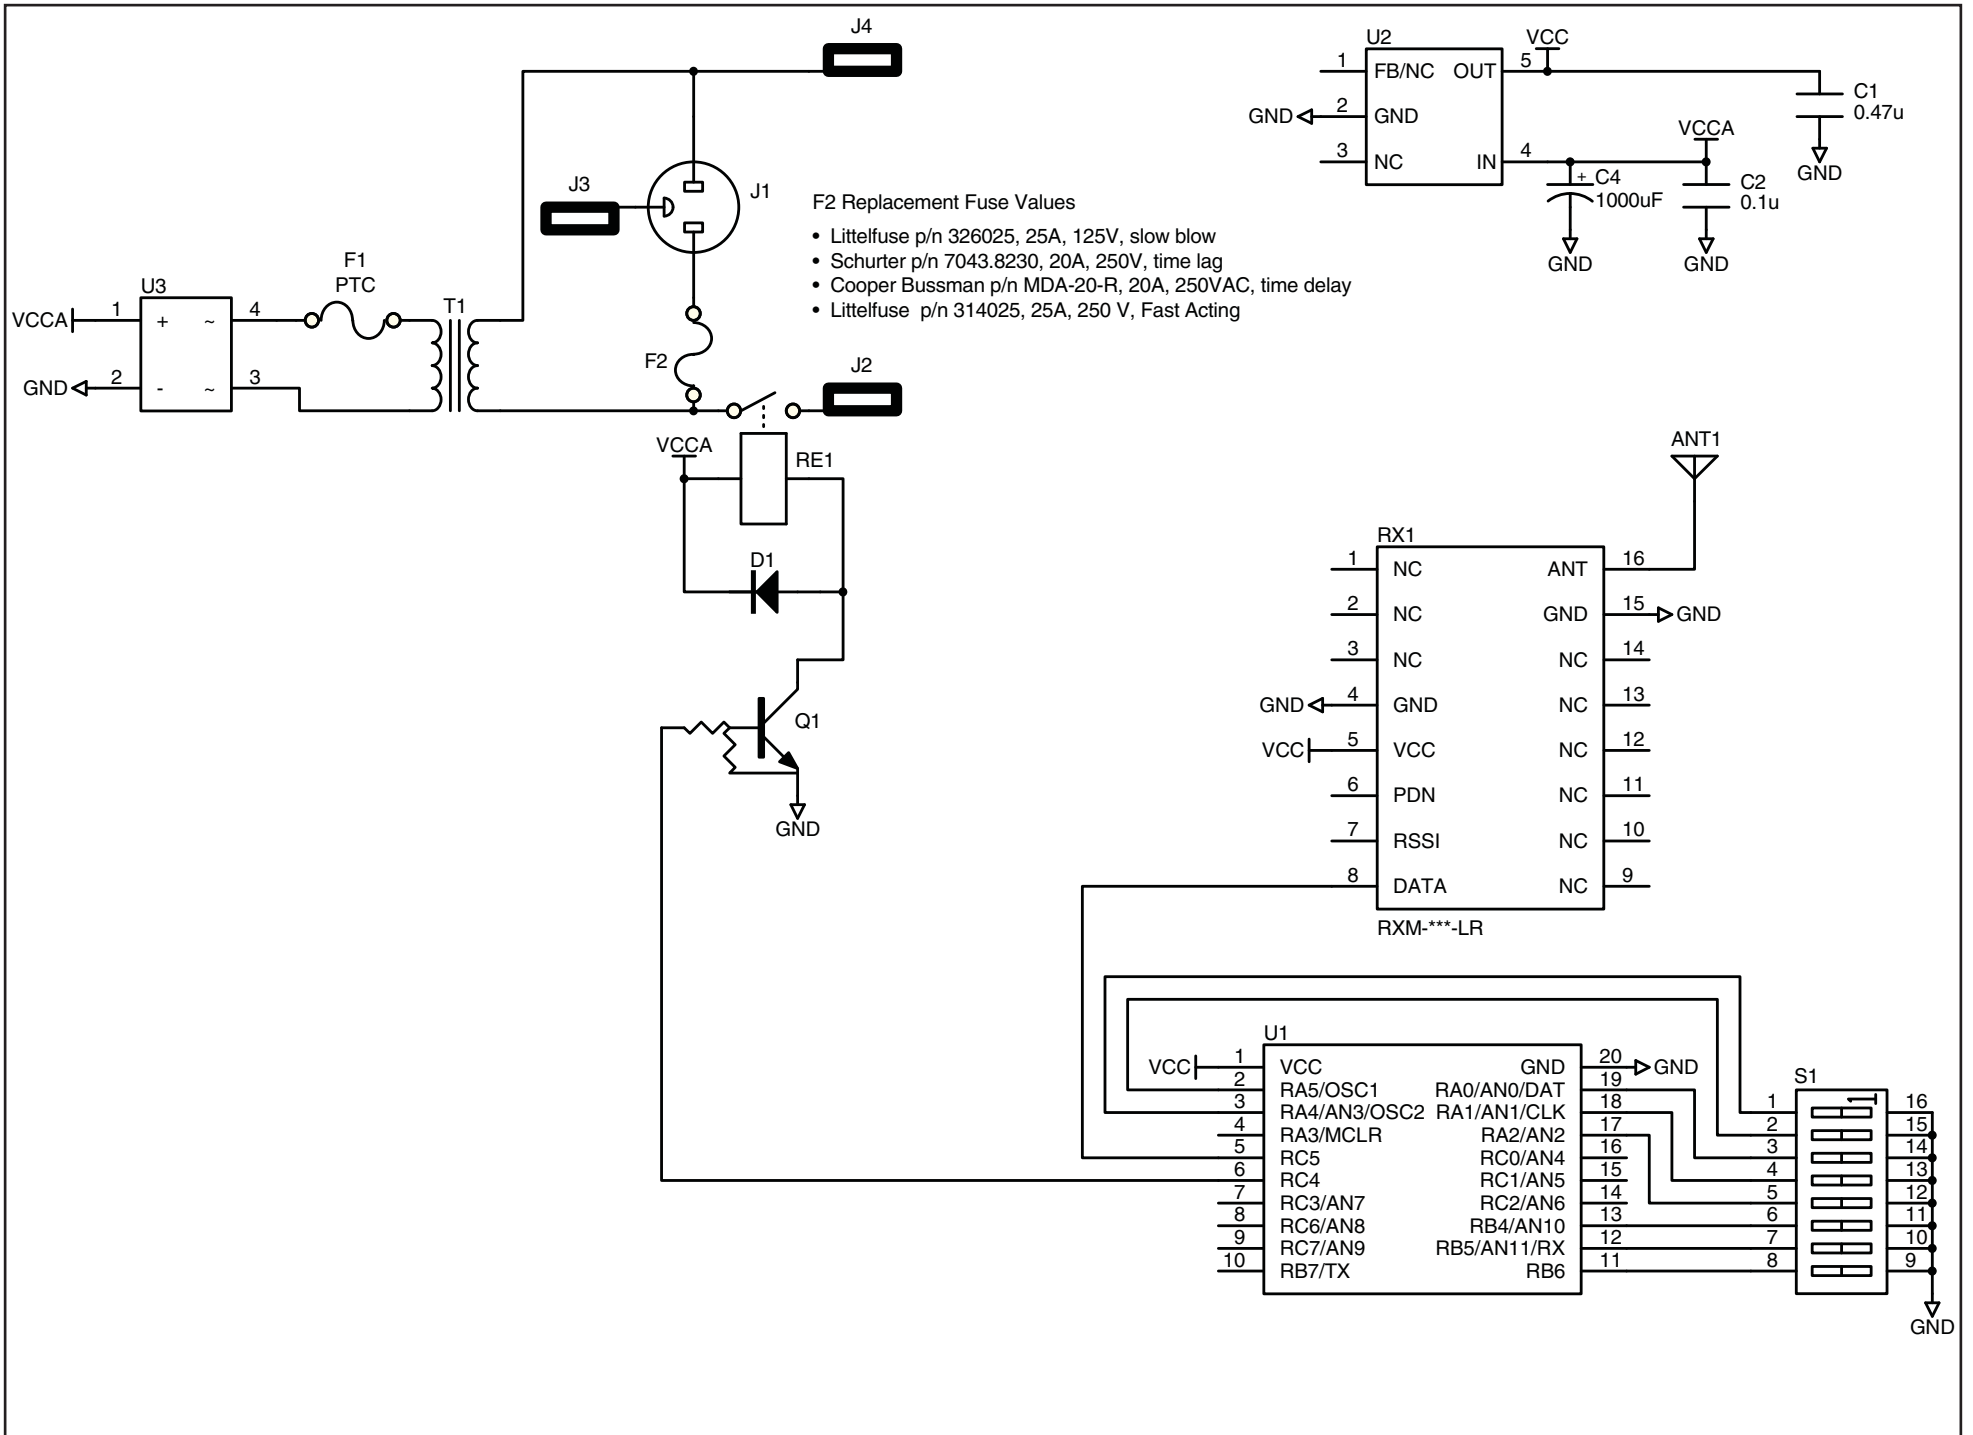 J4
J3
J1
F2 Replacement Fuse Values
• Littelfuse p/n 326025, 25A, 125V, slow blow
• Schurter p/n 7043.8230, 20A, 250V, time lag
• Cooper Bussman p/n MDA-20-R, 20A, 250VAC, time delay
• Littelfuse p/n 314025, 25A, 250 V, Fast Acting
F1
PTC
U3
VCCA
1
+
~
4
GND
2
-
~
3
T1
F2
J2
VCCA
RE1
D1
Q1
GND
U2
VCC
1
FB/NC
OUT
5
GND
2
GND
3
NC
IN
4
C1
0.47u
GND
VCCA
+
C4
1000uF
GND
C2
0.1u
GND
ANT1
RX1
1
NC
ANT
16
2
NC
GND
15
GND
3
NC
NC
14
GND
4
GND
NC
13
VCC
5
VCC
NC
12
6
PDN
NC
11
7
RSSI
NC
10
8
DATA
NC
9
RXM-***-LR
U1
VCC
1
VCC
GND
20
GND
2
RA5/OSC1
RA0/AN0/DAT
19
3
RA4/AN3/OSC2
RA1/AN1/CLK
18
4
RA3/MCLR
RA2/AN2
17
5
RC5
RC0/AN4
16
6
RC4
RC1/AN5
15
7
RC3/AN7
RC2/AN6
14
8
RC6/AN8
RB4/AN10
13
9
RC7/AN9
RB5/AN11/RX
12
10
RB7/TX
RB6
11
S1
1
1
16
2
15
3
14
4
13
5
12
6
11
7
10
8
9
GND